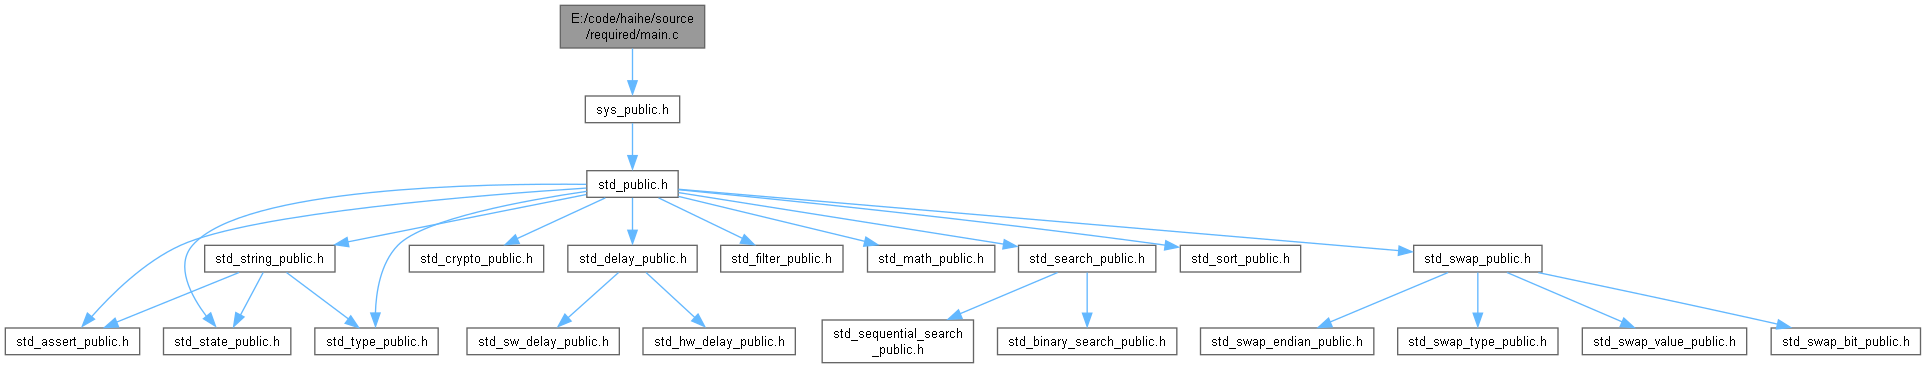 E:/code/haihe/source
/required/main.c
sys_public.h
std_public.h
std_string_public.h
std_crypto_public.h
std_delay_public.h
std_filter_public.h
std_math_public.h
std_search_public.h
std_sort_public.h
std_swap_public.h
std_assert_public.h
std_state_public.h
std_type_public.h
std_sw_delay_public.h
std_hw_delay_public.h
std_sequential_search
_public.h
std_binary_search_public.h
std_swap_endian_public.h
std_swap_type_public.h
std_swap_value_public.h
std_swap_bit_public.h